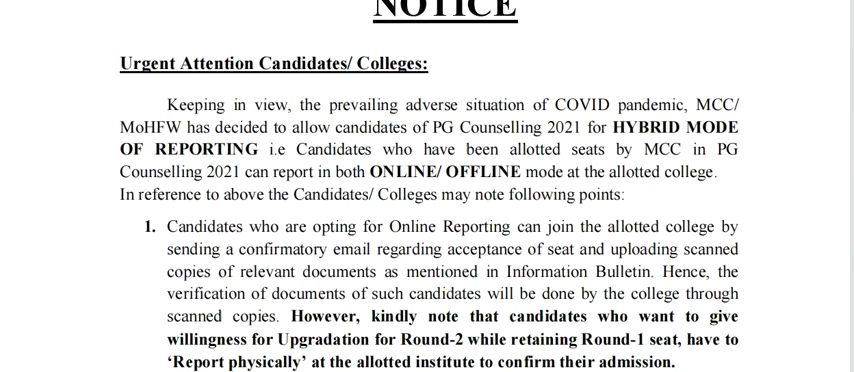 NOTICE
Urgent Attention Candidates/ Colleges:
Keeping in view, the prevailing adverse situation of COVID pandemic, MCC/
MoHFW has decided to allow candidates of PG Counselling 2021 for HYBRID MODE
OF REPORTING i.e Candidates who have been allotted seats by MCC in PG
Counselling 2021 can report in both ONLINE/ OFFLINE mode at the allotted college.
In reference to above the Candidates/ Colleges may note following points:
1. Candidates who are opting for Online Reporting can join the allotted college by
sending a confirmatory email regarding acceptance of seat and uploading scanned
copies of relevant documents as mentioned in Information Bulletin. Hence, the
verification of documents of such candidates will be done by the college through
scanned copies. However, kindly note that candidates who want to give
willingness for Upgradation for Round-2 while retaining Round-1 seat, have to
‘Report physically’ at the allotted institute to confirm their admission.